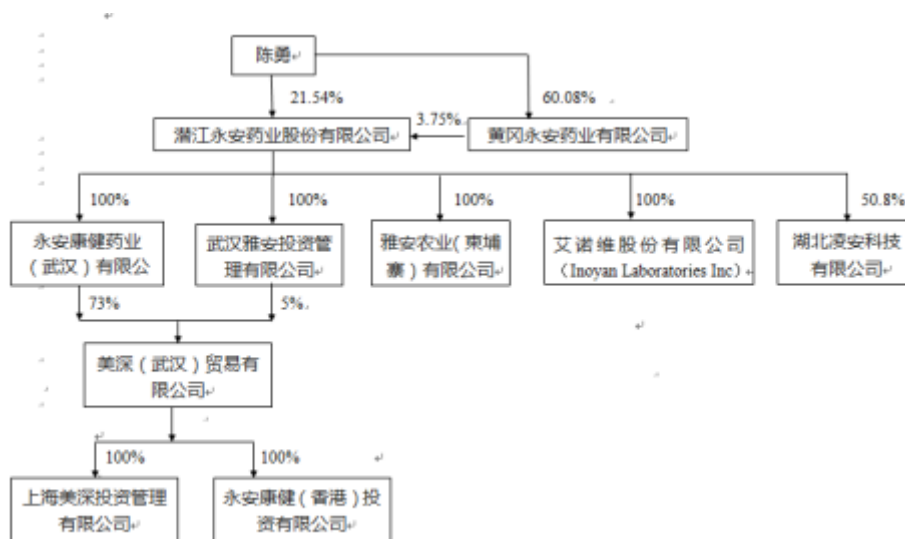 陈勇
21.54%
60.08%
潜江永安药业股份有限公司
3.75%
黄冈永安药业有限公司
100%
100%
100%
100%
50.8%
永安康健药业
（武汉）有限公
武汉雅安投资管
理有限公司
雅安农业（柬埔
寨）有限公司
艾诺维股份有限公司
（Inoyan Laboratories Inc）
湖北凌安科技
有限公司
73%
5%
美深（武汉）贸易有
限公司
100%
100%
上海美深投资管理
有限公司
永安康健（香港）投
资有限公司